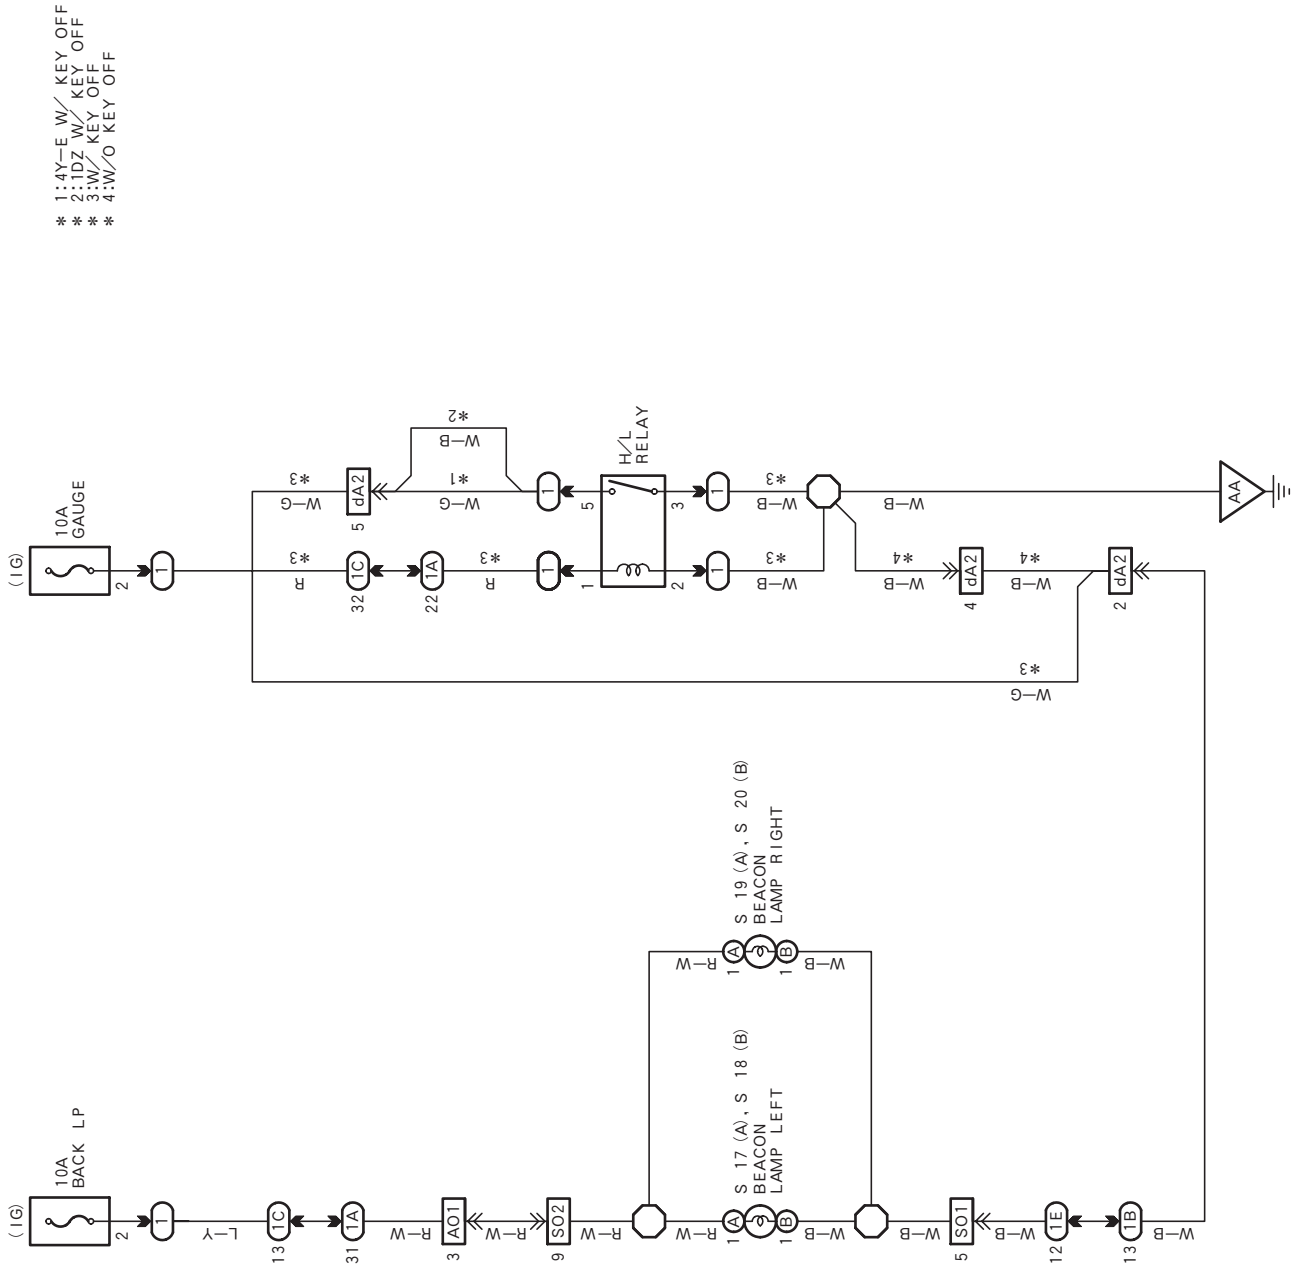 * 1:4Y-E W/ KEY OFF
* 2:1DZ W/ KEY OFF
* 3:W/ KEY OFF
* 4:W/O KEY OFF
(IG)
10A
GAUGE
2
1
*3
R
32
1C
22
1A
*3
R
1
1
*3
W-G
5
dA2
*2
W-B
*1
W-G
1
5
H/L
RELAY
2
3
1
*3
W-B
1
*3
W-B
W-B
AA
*4
W-B
4
dA2
*4
W-B
2
dA2
*3
W-G
(IG)
10A
BACK LP
2
1
L-Y
13
1C
31
1A
R-W
3
A01
R-W
9
S02
R-W
R-W
1
A
S 17 (A), S 18 (B)
BEACON
LAMP LEFT
1
B
W-B
R-W
1
A
S 19 (A), S 20 (B)
BEACON
LAMP RIGHT
1
B
W-B
W-B
5
S01
W-B
12
1E
13
1B
W-B